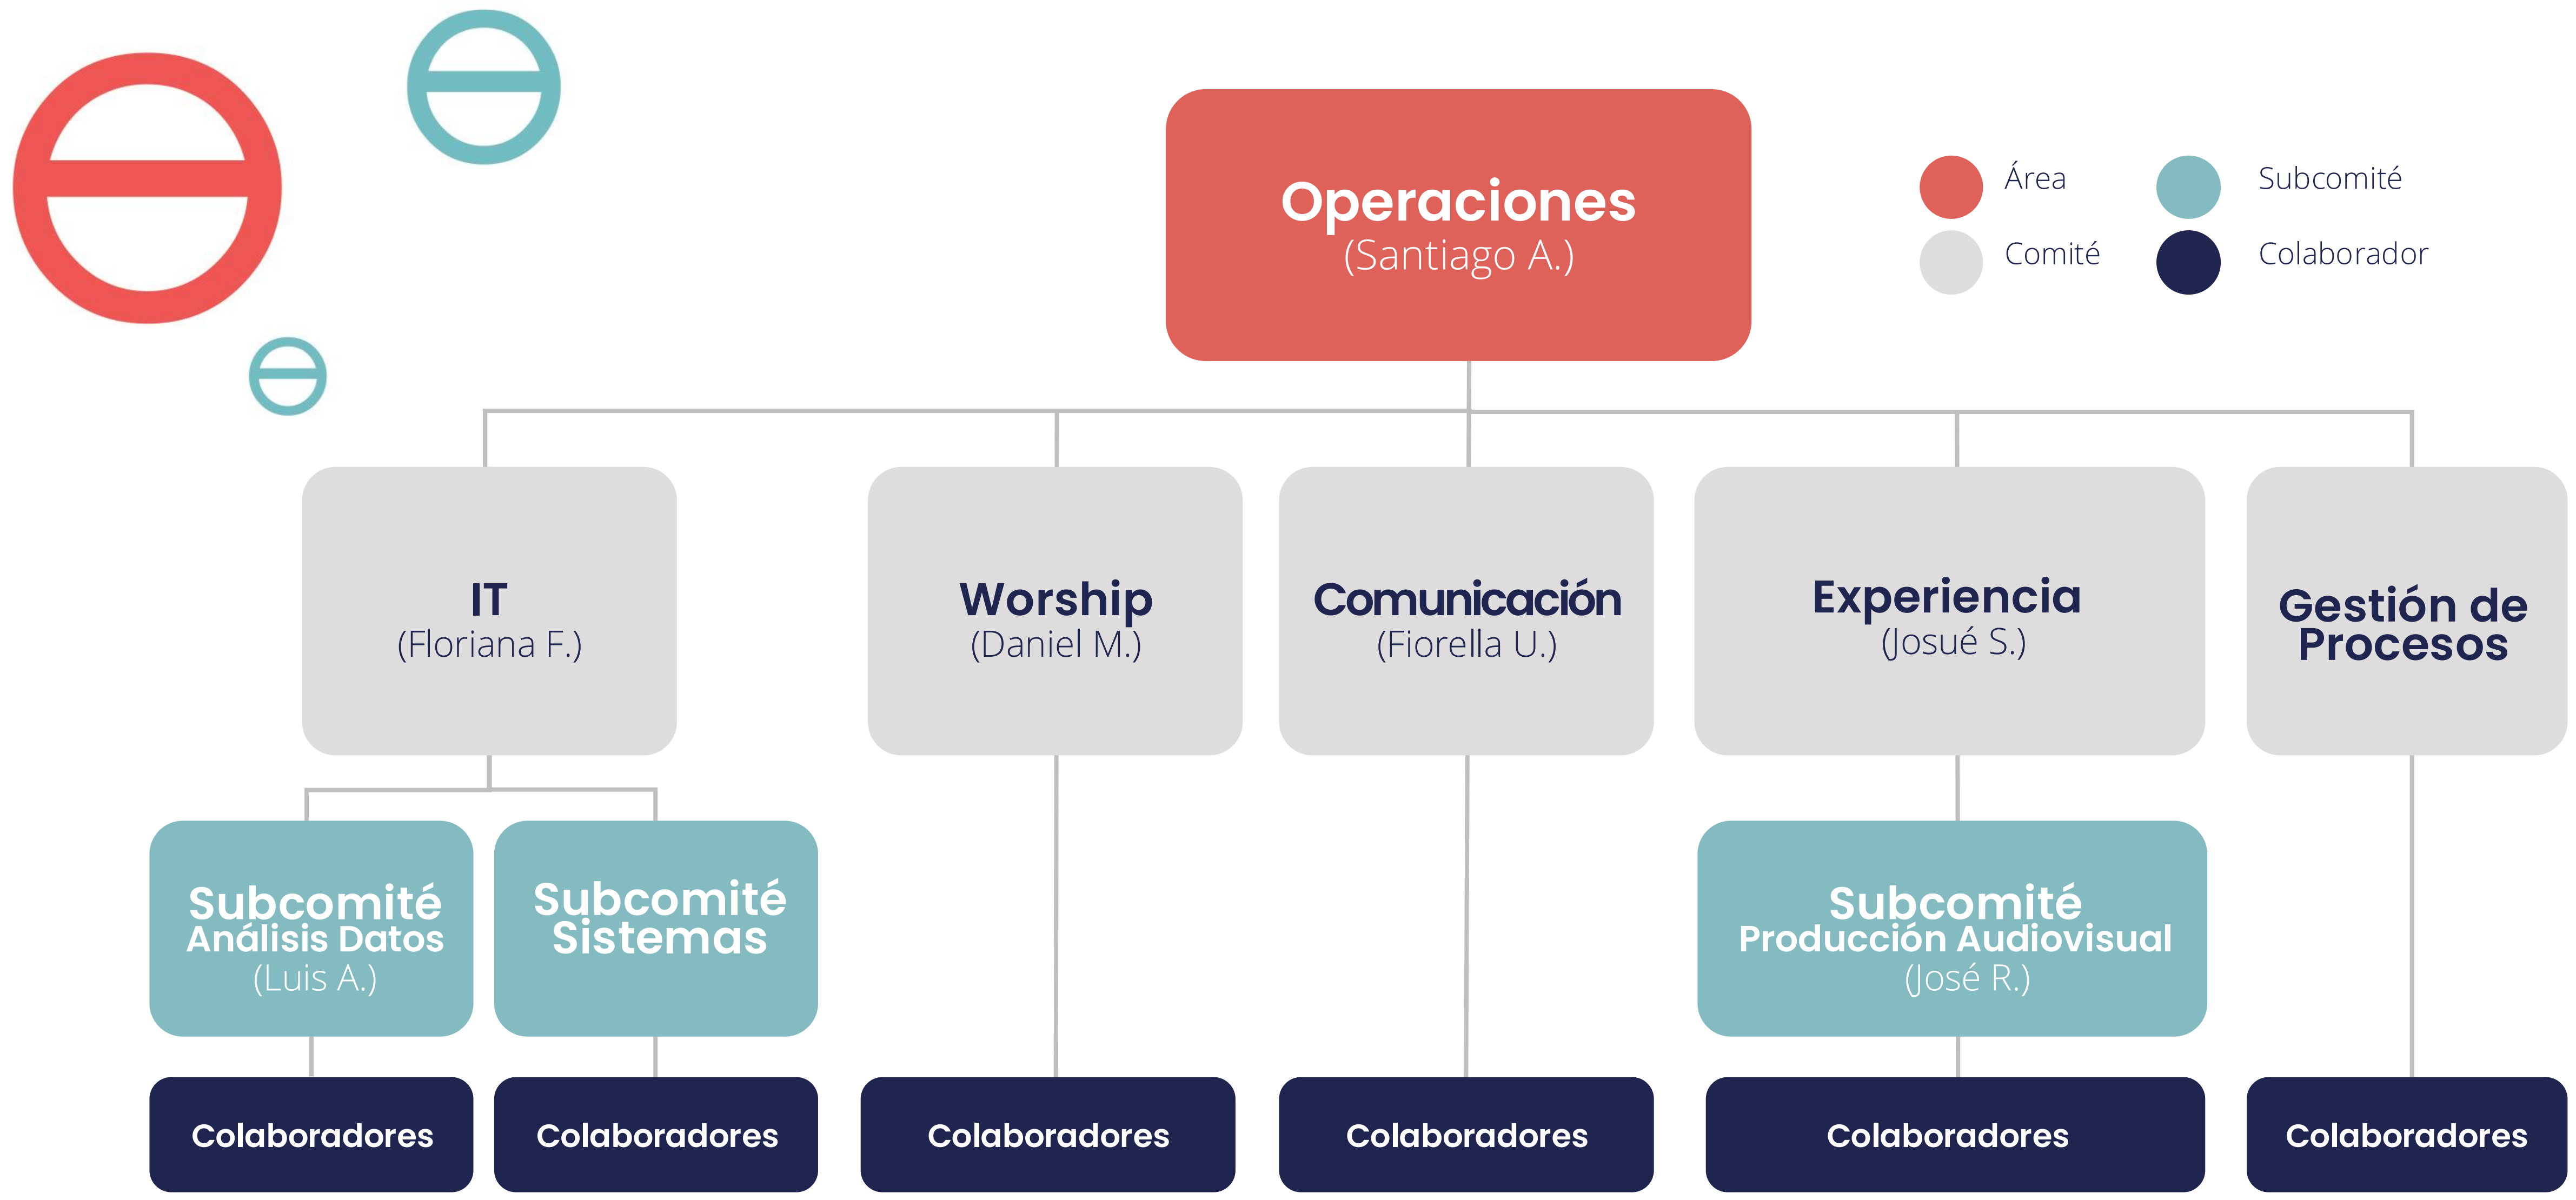 Operaciones
(Santiago A.)
Área
Subcomité
Comité
Colaborador
IT
(Floriana F.)
Worship
(Daniel M.)
Comunicación
(Fiorella U.)
Experiencia
(Josué S.)
Gestión de
Procesos
Subcomité
Análisis Datos
(Luis A.)
Subcomité
Sistemas
Subcomité
Producción Audiovisual
(José R.)
Colaboradores
Colaboradores
Colaboradores
Colaboradores
Colaboradores
Colaboradores